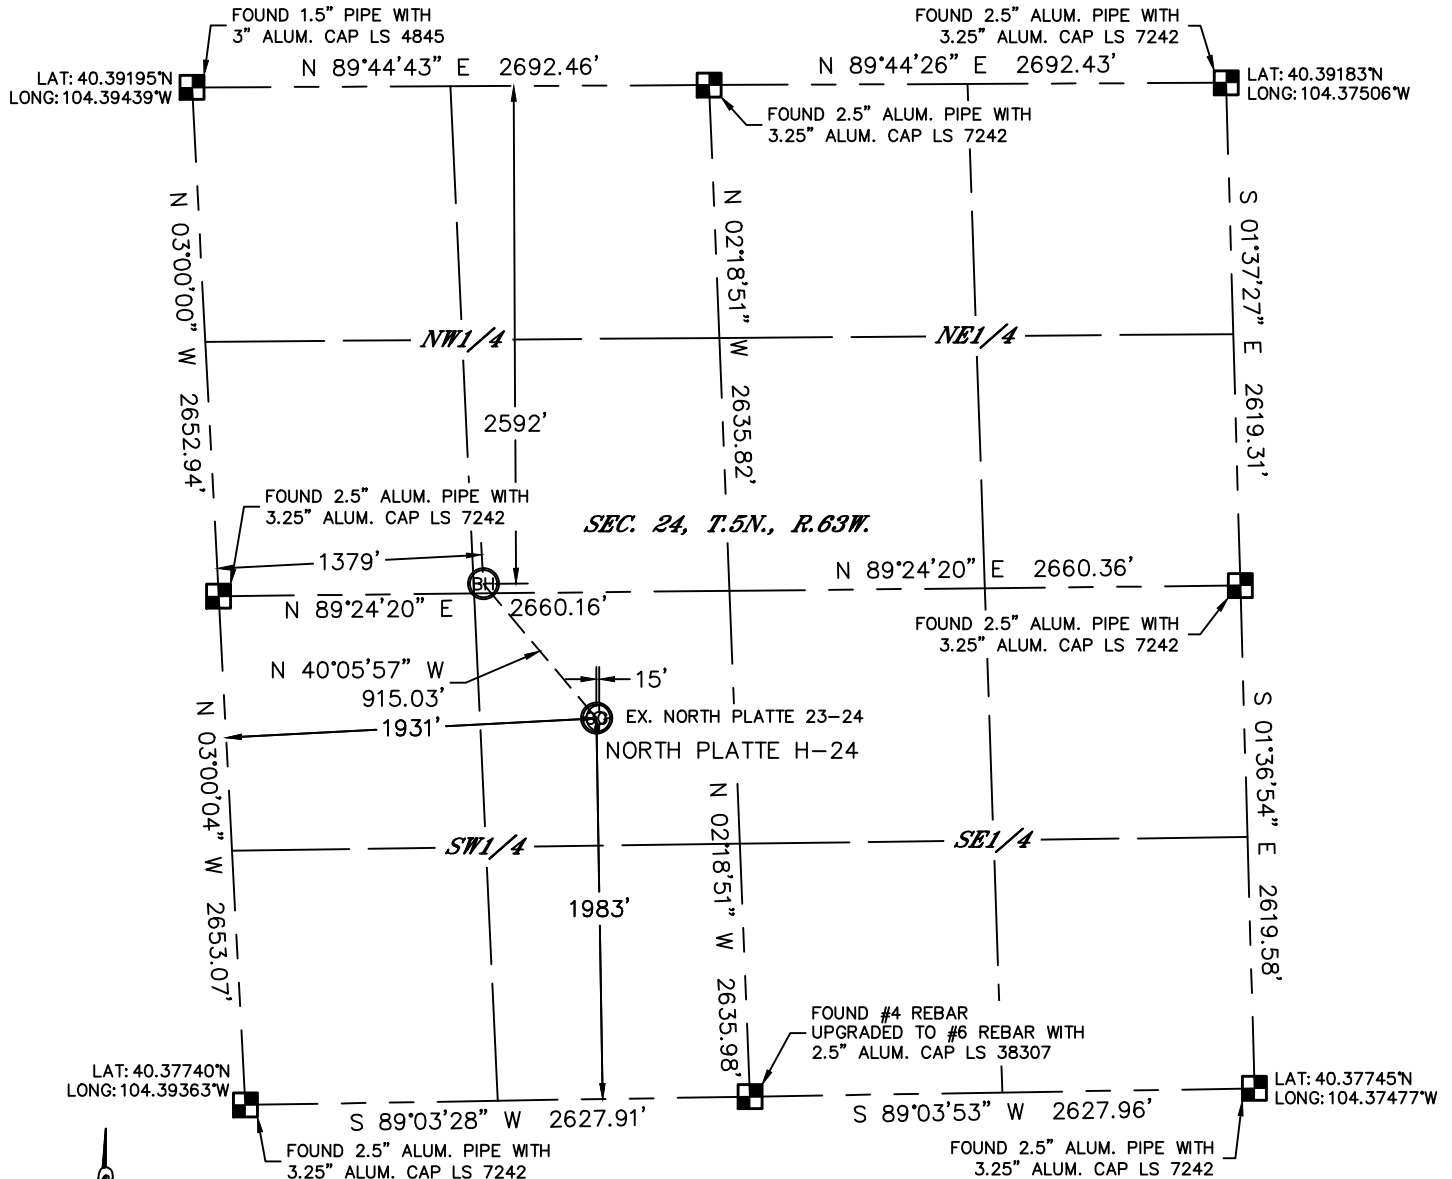 FOUND 1.5" PIPE WITH
3" ALUM. CAP LS 4845
FOUND 2.5" ALUM. PIPE WITH
3.25" ALUM. CAP LS 7242
LAT: 40.39195°N
LONG: 104.39439°W
N 89°44'43" E 2692.46'
N 89°44'26" E 2692.43'
LAT: 40.39183°N
LONG: 104.37506°W
FOUND 2.5" ALUM. PIPE WITH
3.25" ALUM. CAP LS 7242
N 03°00'00" W 2652.94'
N 02°18'51" W 2635.82'
S 01°37'27" E 2619.31'
NW1/4
NE1/4
2592'
FOUND 2.5" ALUM. PIPE WITH
3.25" ALUM. CAP LS 7242
SEC. 24, T.5N., R.63W.
1379'
BH
N 89°24'20" E 2660.16'
N 89°24'20" E 2660.36'
FOUND 2.5" ALUM. PIPE WITH
3.25" ALUM. CAP LS 7242
N 40°05'57" W
915.03'
15'
1931'
EX. NORTH PLATTE 23-24
NORTH PLATTE H-24
N 03°00'04" W 2653.07'
N 02°18'51" W 2635.98'
S 01°36'54" E 2619.58'
SW1/4
SE1/4
1983'
FOUND #4 REBAR
UPGRADED TO #6 REBAR WITH
2.5" ALUM. CAP LS 38307
LAT: 40.37740°N
LONG: 104.39363°W
S 89°03'28" W 2627.91'
S 89°03'53" W 2627.96'
LAT: 40.37745°N
LONG: 104.37477°W
FOUND 2.5" ALUM. PIPE WITH
3.25" ALUM. CAP LS 7242
FOUND 2.5" ALUM. PIPE WITH
3.25" ALUM. CAP LS 7242